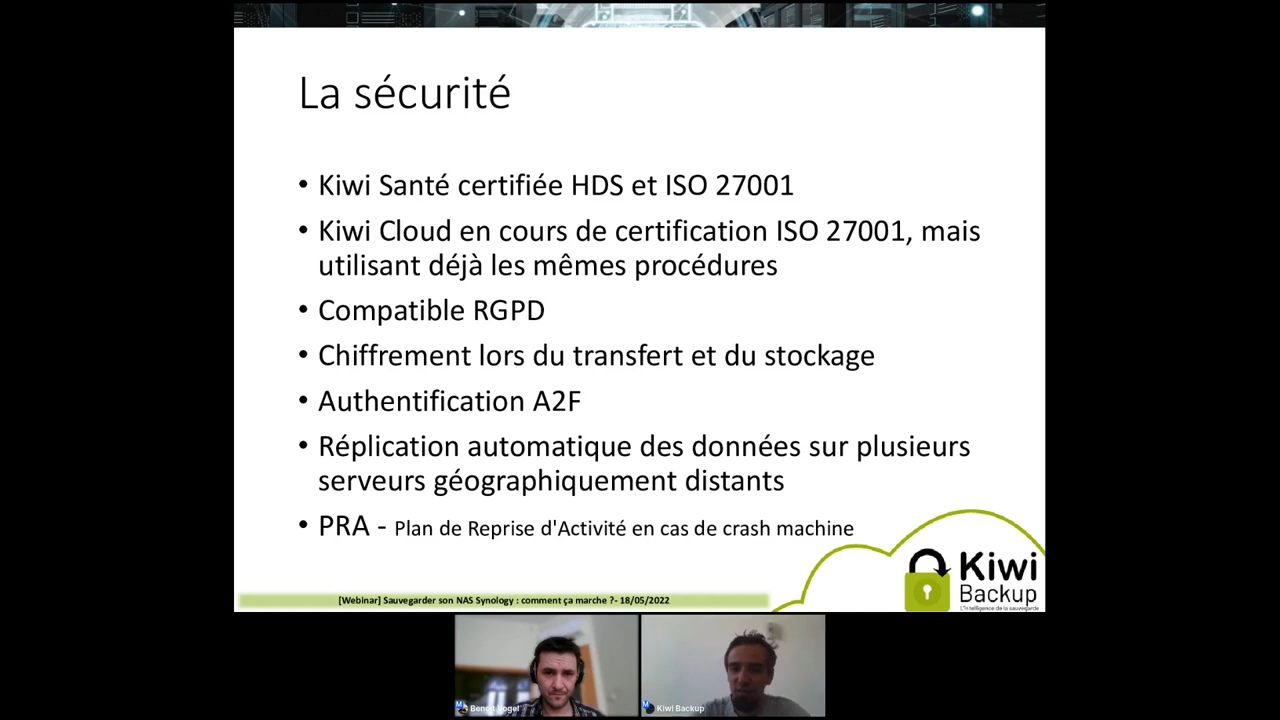 La sécurité
• Kiwi Santé certifiée HDS et ISO 27001
• Kiwi Cloud en cours de certification ISO 27001, mais
utilisant déjà les mêmes procédures
• Compatible RGPD
• Chiffrement lors du transfert et du stockage
• Authentification A2F
• Réplication automatique des données sur plusieurs
serveurs géographiquement distants
• PRA - Plan de Reprise d'Activité en cas de crash machine
Kiwi
Backup
L'intelligence de la sauvegarde
[Webinar] Sauvegarder son NAS Synology : comment ça marche ?- 18/05/2022
Benoit Vogel
Kiwi Backup